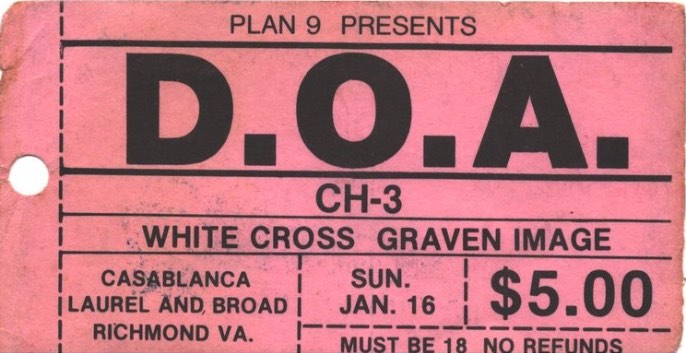 PLAN 9 PRESENTS
D.O.A.
CH-3
WHITE CROSS GRAVEN IMAGE
CASABLANCA
LAUREL AND BROAD
RICHMOND VA.
SUN.
JAN. 16
$5.00
MUST BE 18 NO REFUNDS